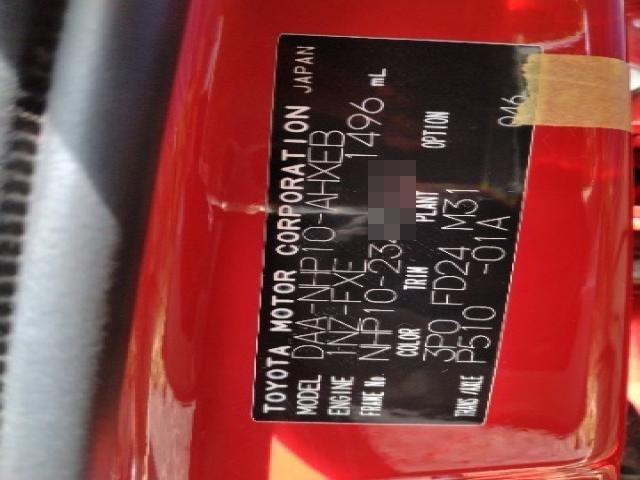 TOYOTA MOTOR CORPORATION JAPAN
MODEL DAA-NHP10-AHXEB
ENGINE 1NZ-FXE 1496 mL
FRAME No. NHP10-23
COLOR TRIM PLANT OPTION
3P0 FD24 M31
TRANS/AXLE P510 -01A
046